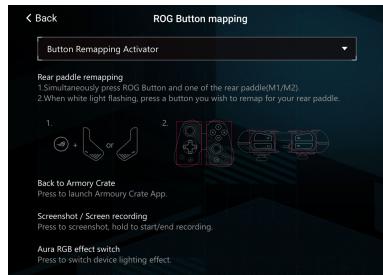 Back
ROG Button mapping
Button Remapping Activator
Rear paddle remapping
1.Simultaneously press ROG Button and one of the rear paddle(M1/M2).
2.When white light flashing, press a button you wish to remap for your rear paddle.
1.
2.
+ or
Back to Armory Crate
Press to launch Armoury Crate App.
Screenshot / Screen recording
Press to screenshot, hold to start/end recording.
Aura RGB effect switch
Press to switch device lighting effect.